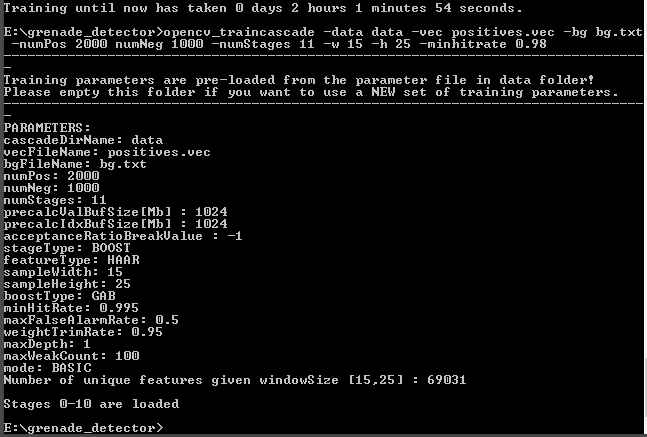 Training until now has taken 0 days 2 hours 1 minutes 54 seconds.
E:\grenade_detector>opencv_traincascade -data data -vec positives.vec -bg bg.txt
-numPos 2000 numNeg 1000 -numStages 11 -w 15 -h 25 -minhitrate 0.98
--------------------------------------------------------------------------------
-
Training parameters are pre-loaded from the parameter file in data folder!
Please empty this folder if you want to use a NEW set of training parameters.
--------------------------------------------------------------------------------
-
PARAMETERS:
cascadeDirName: data
vecFileName: positives.vec
bgFileName: bg.txt
numPos: 2000
numNeg: 1000
numStages: 11
precalcValBufSize[Mb] : 1024
precalcIdxBufSize[Mb] : 1024
acceptanceRatioBreakValue : -1
stageType: BOOST
featureType: HAAR
sampleWidth: 15
sampleHeight: 25
boostType: GAB
minHitRate: 0.995
maxFalseAlarmRate: 0.5
weightTrimRate: 0.95
maxDepth: 1
maxWeakCount: 100
mode: BASIC
Number of unique features given windowSize [15,25] : 69031
Stages 0-10 are loaded
E:\grenade_detector>